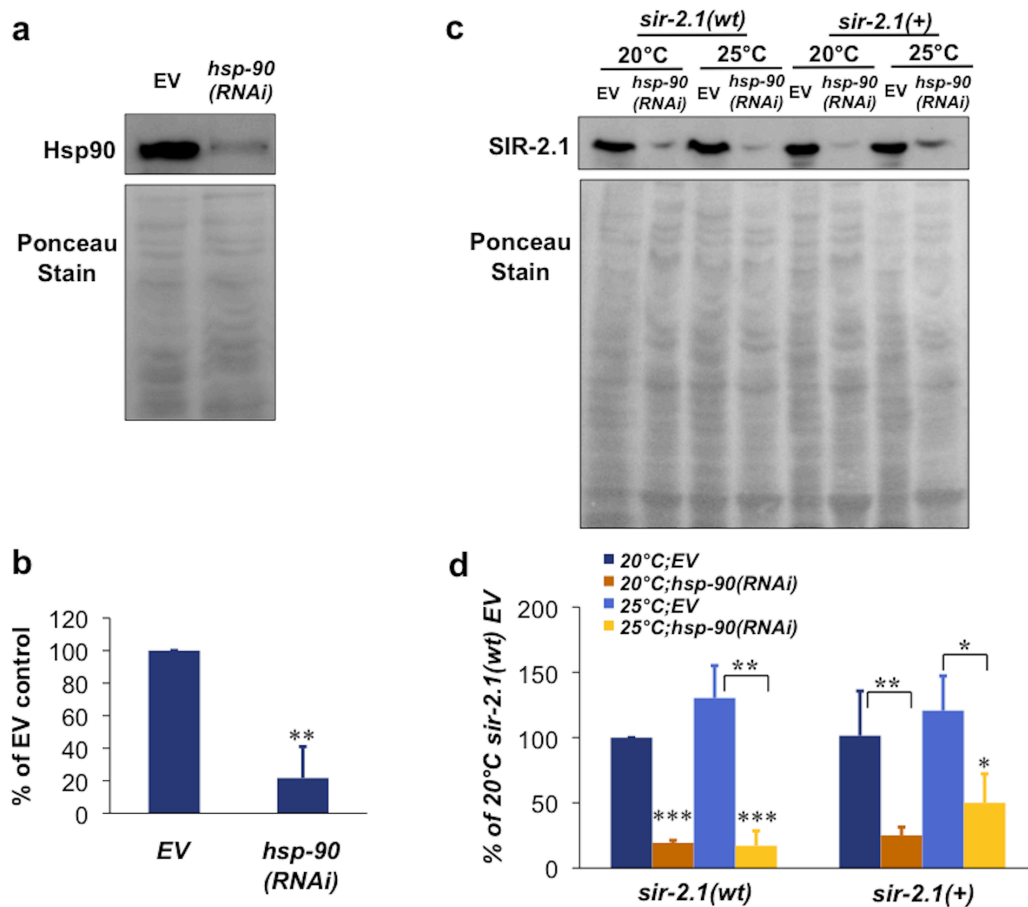 a
EV
hsp-90
(RNAi)
Hsp90
Ponceau
Stain
c
sir-2.1(wt) sir-2.1(+)
20°C 25°C 20°C 25°C
EV hsp-90 EV hsp-90 EV hsp-90 EV hsp-90
(RNAi) (RNAi) (RNAi) (RNAi)
SIR-2.1
Ponceau
Stain
b
% of EV control
120
100
80
60
40
20
0
**
EV hsp-90
(RNAi)
d
20°C;EV
20°C;hsp-90(RNAi)
25°C;EV
25°C;hsp-90(RNAi)
% of 20°C sir-2.1(wt) EV
200
150
100
50
0
*** ** *** ** * *
sir-2.1(wt) sir-2.1(+)